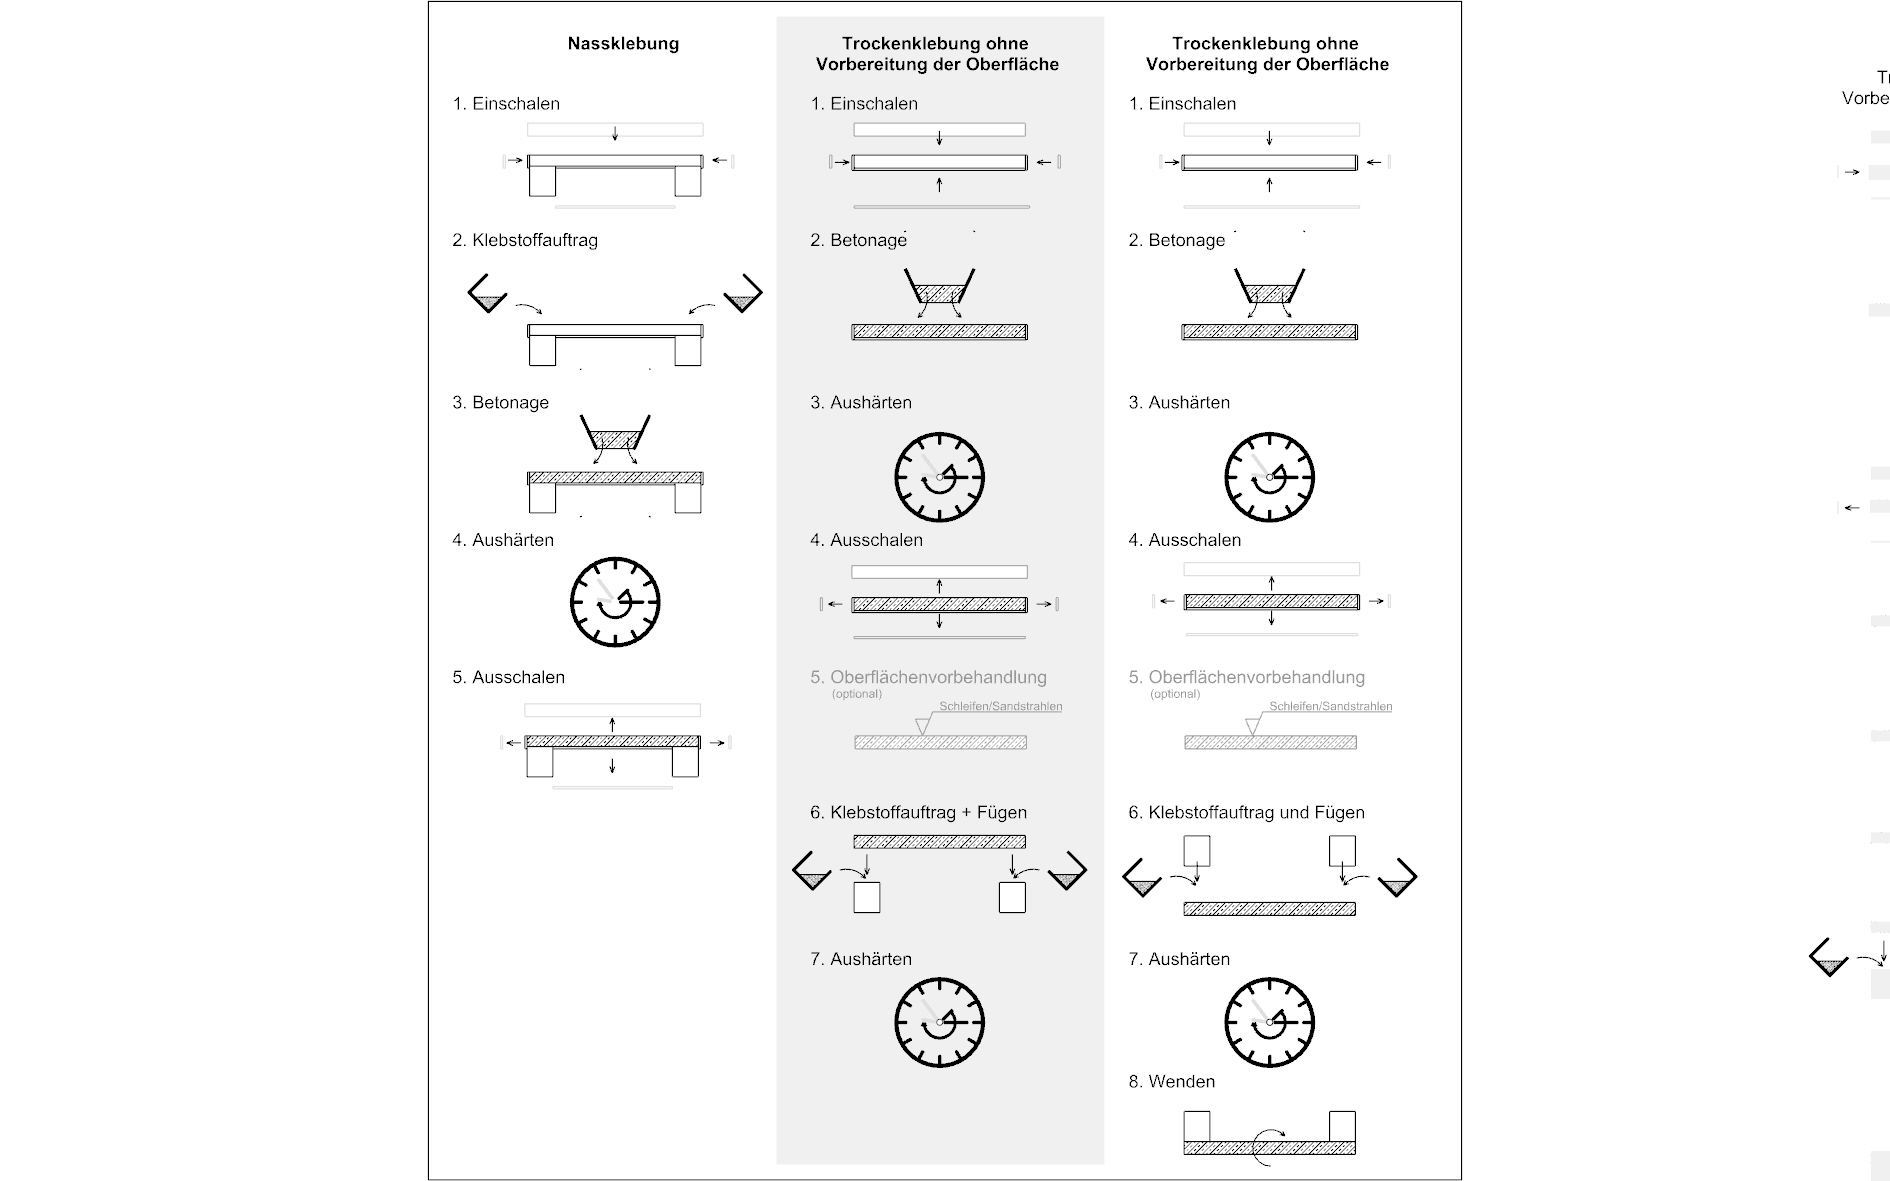 Nassklebung
1. Einschalen
2. Klebstoffauftrag
3. Betonage
4. Aushärten
5. Ausschalen
Trockenklebung ohne
Vorbereitung der Oberfläche
1. Einschalen
2. Betonage
3. Aushärten
4. Ausschalen
5. Oberflächenvorbehandlung
(optional)
Schleifen/Sandstrahlen
6. Klebstoffauftrag + Fügen
7. Aushärten
Trockenklebung ohne
Vorbereitung der Oberfläche
1. Einschalen
2. Betonage
3. Aushärten
4. Ausschalen
5. Oberflächenvorbehandlung
(optional)
Schleifen/Sandstrahlen
6. Klebstoffauftrag und Fügen
7. Aushärten
8. Wenden